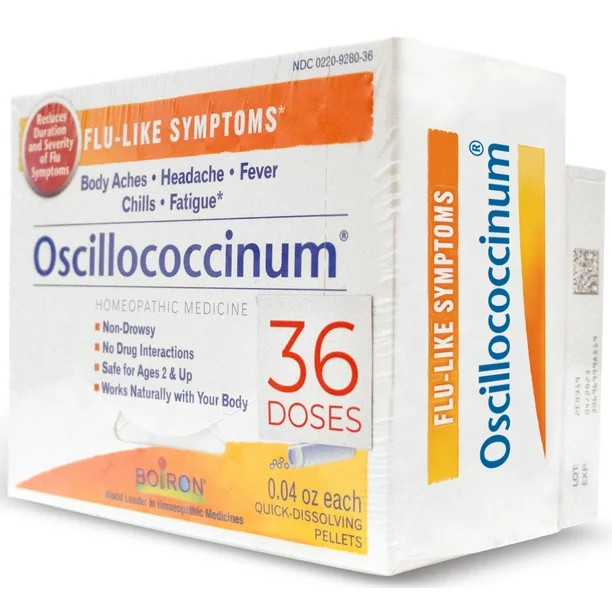 NDC 0220-9280-36
Reduces
Duration
and Severity
of Flu
Symptoms
FLU-LIKE SYMPTOMS*
Body Aches • Headache • Fever
Chills • Fatigue*
Oscillococcinum®
HOMEOPATHIC MEDICINE
Non-Drowsy
No Drug Interactions
Safe for Ages 2 & Up
Works Naturally with Your Body
36
DOSES
BOIRON®
World Leader in Homeopathic Medicines
0.04 oz each
QUICK-DISSOLVING
PELLETS
FLU-LIKE SYMPTOMS
Oscillococcinum®
LOT:
EXP: